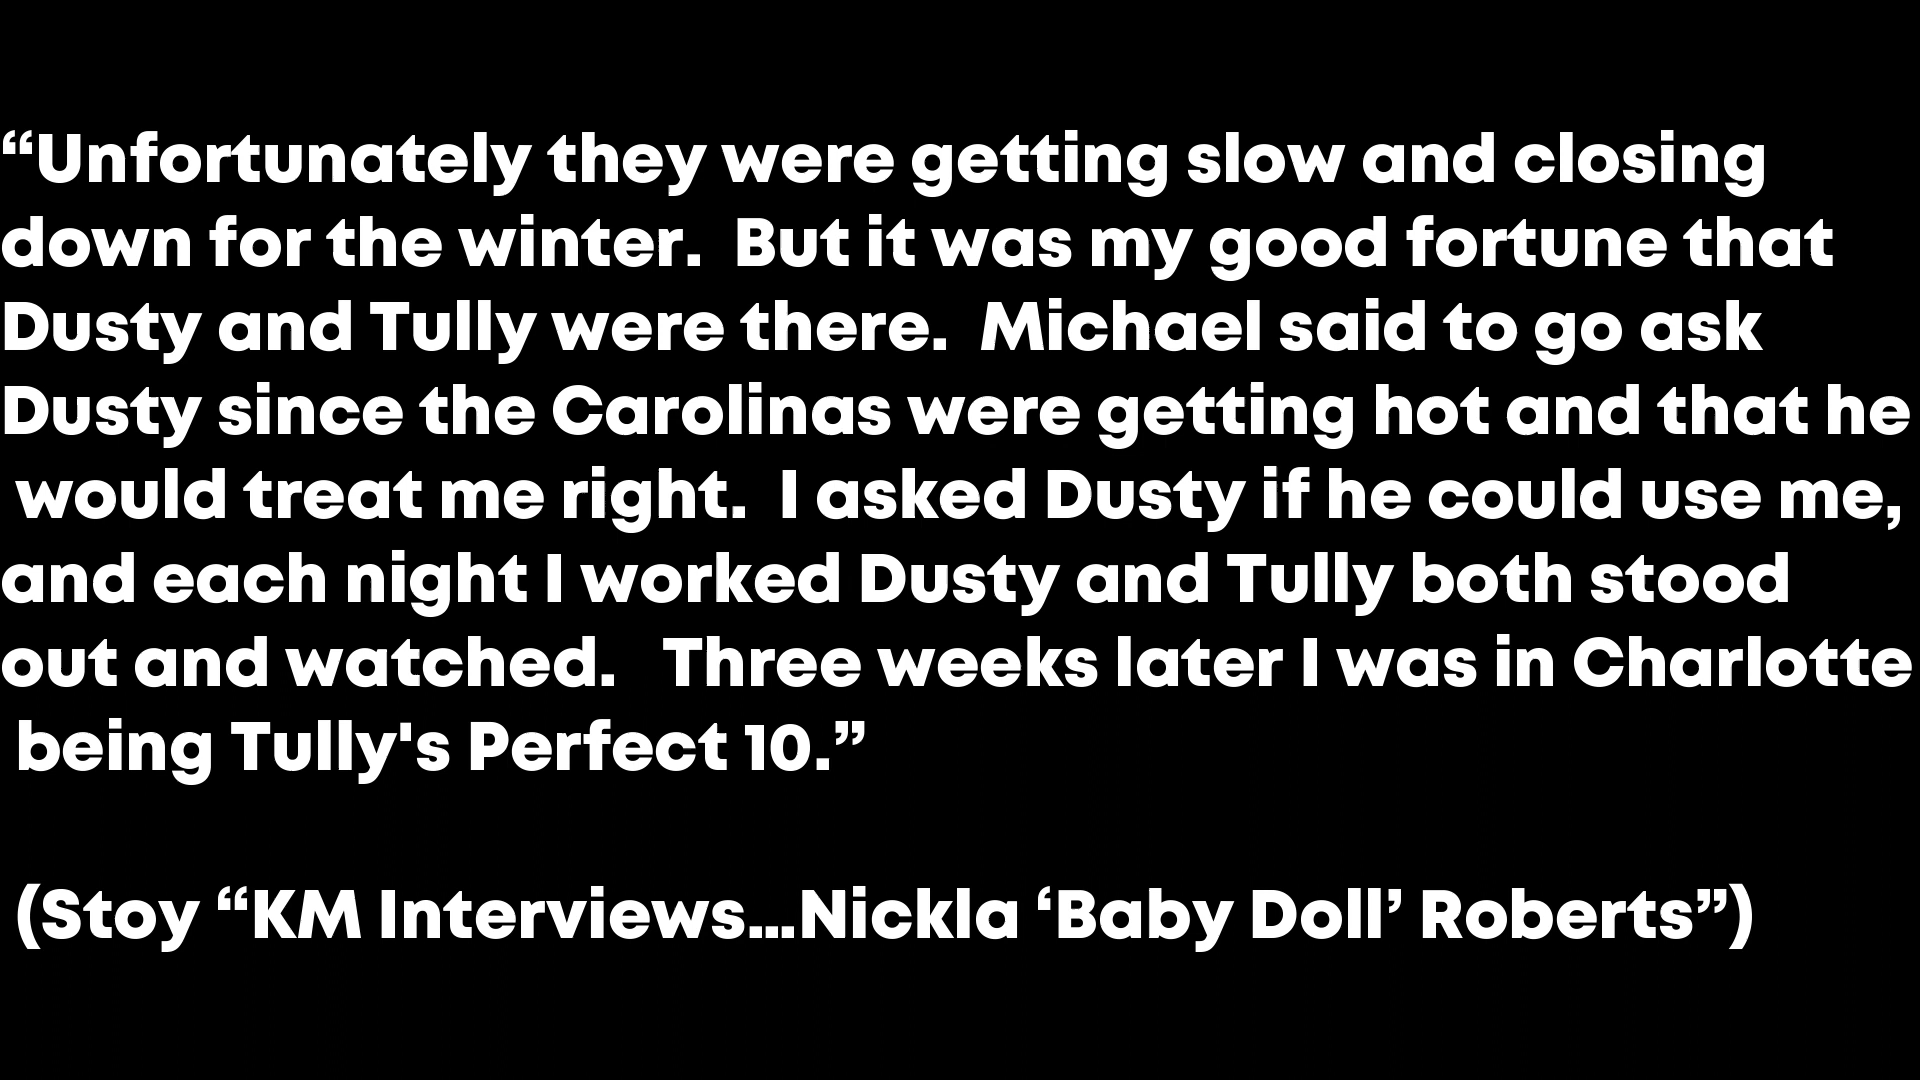 “Unfortunately they were getting slow and closing
down for the winter.  But it was my good fortune that
Dusty and Tully were there.  Michael said to go ask
Dusty since the Carolinas were getting hot and that he
would treat me right.  I asked Dusty if he could use me,
and each night I worked Dusty and Tully both stood
out and watched.   Three weeks later I was in Charlotte
being Tully's Perfect 10.”
(Stoy “KM Interviews...Nickla ‘Baby Doll’ Roberts”)